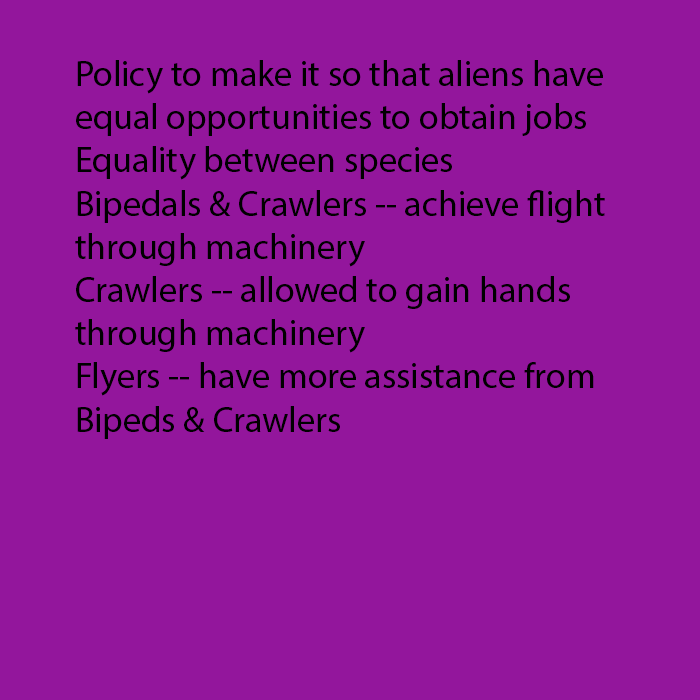 Policy to make it so that aliens have
equal opportunities to obtain jobs
Equality between species
Bipedals & Crawlers -- achieve flight
through machinery
Crawlers -- allowed to gain hands
through machinery
Flyers -- have more assistance from
Bipeds & Crawlers